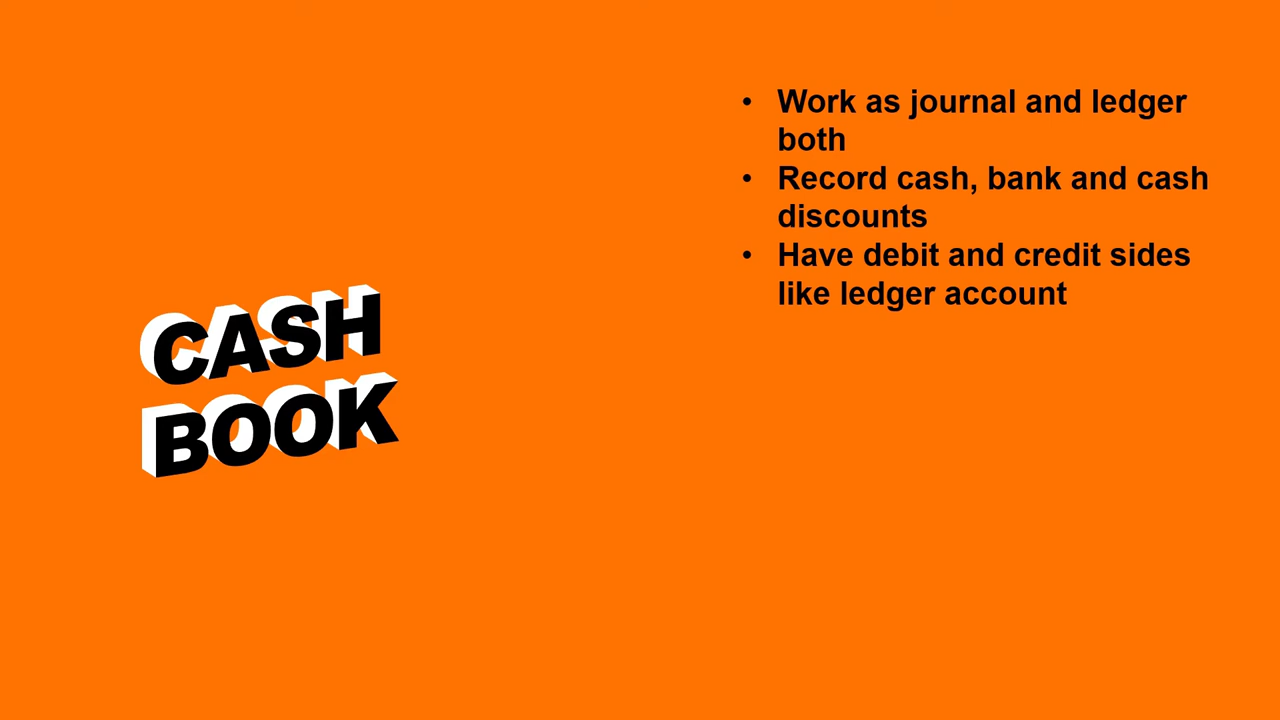 CASH
BOOK
• Work as journal and ledger
both
• Record cash, bank and cash
discounts
• Have debit and credit sides
like ledger account